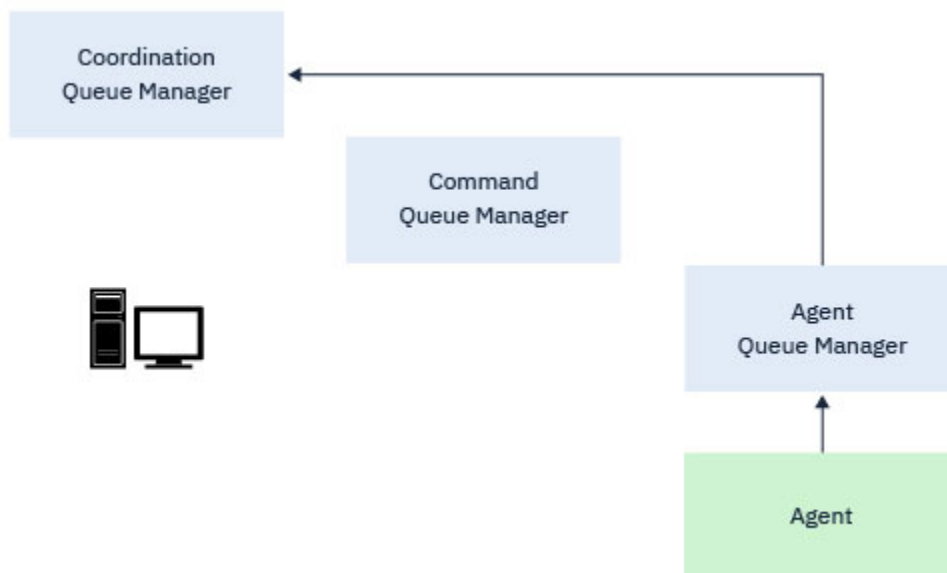 Coordination
Queue Manager
Command
Queue Manager
Agent
Queue Manager
Agent